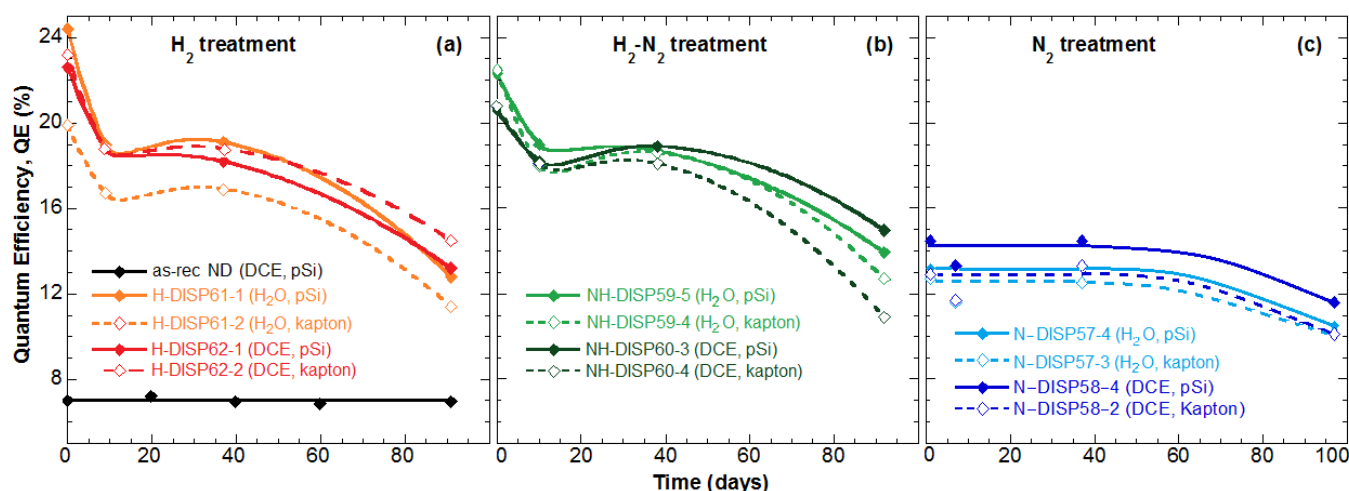 H2 treatment (a)
H2-N2 treatment (b)
N2 treatment (c)
Quantum Efficiency, QE (%)
24
20
16
12
8
as-rec ND (DCE, pSi)
H-DISP61-1 (H2O, pSi)
H-DISP61-2 (H2O, kapton)
H-DISP62-1 (DCE, pSi)
H-DISP62-2 (DCE, kapton)
NH-DISP59-5 (H2O, pSi)
NH-DISP59-4 (H2O, kapton)
NH-DISP60-3 (DCE, pSi)
NH-DISP60-4 (DCE, kapton)
N-DISP57-4 (H2O, pSi)
N-DISP57-3 (H2O, kapton)
N-DISP58-4 (DCE, pSi)
N-DISP58-2 (DCE, Kapton)
0 20 40 60 80 0 20 40 60 80 0 20 40 60 80 100
Time (days)